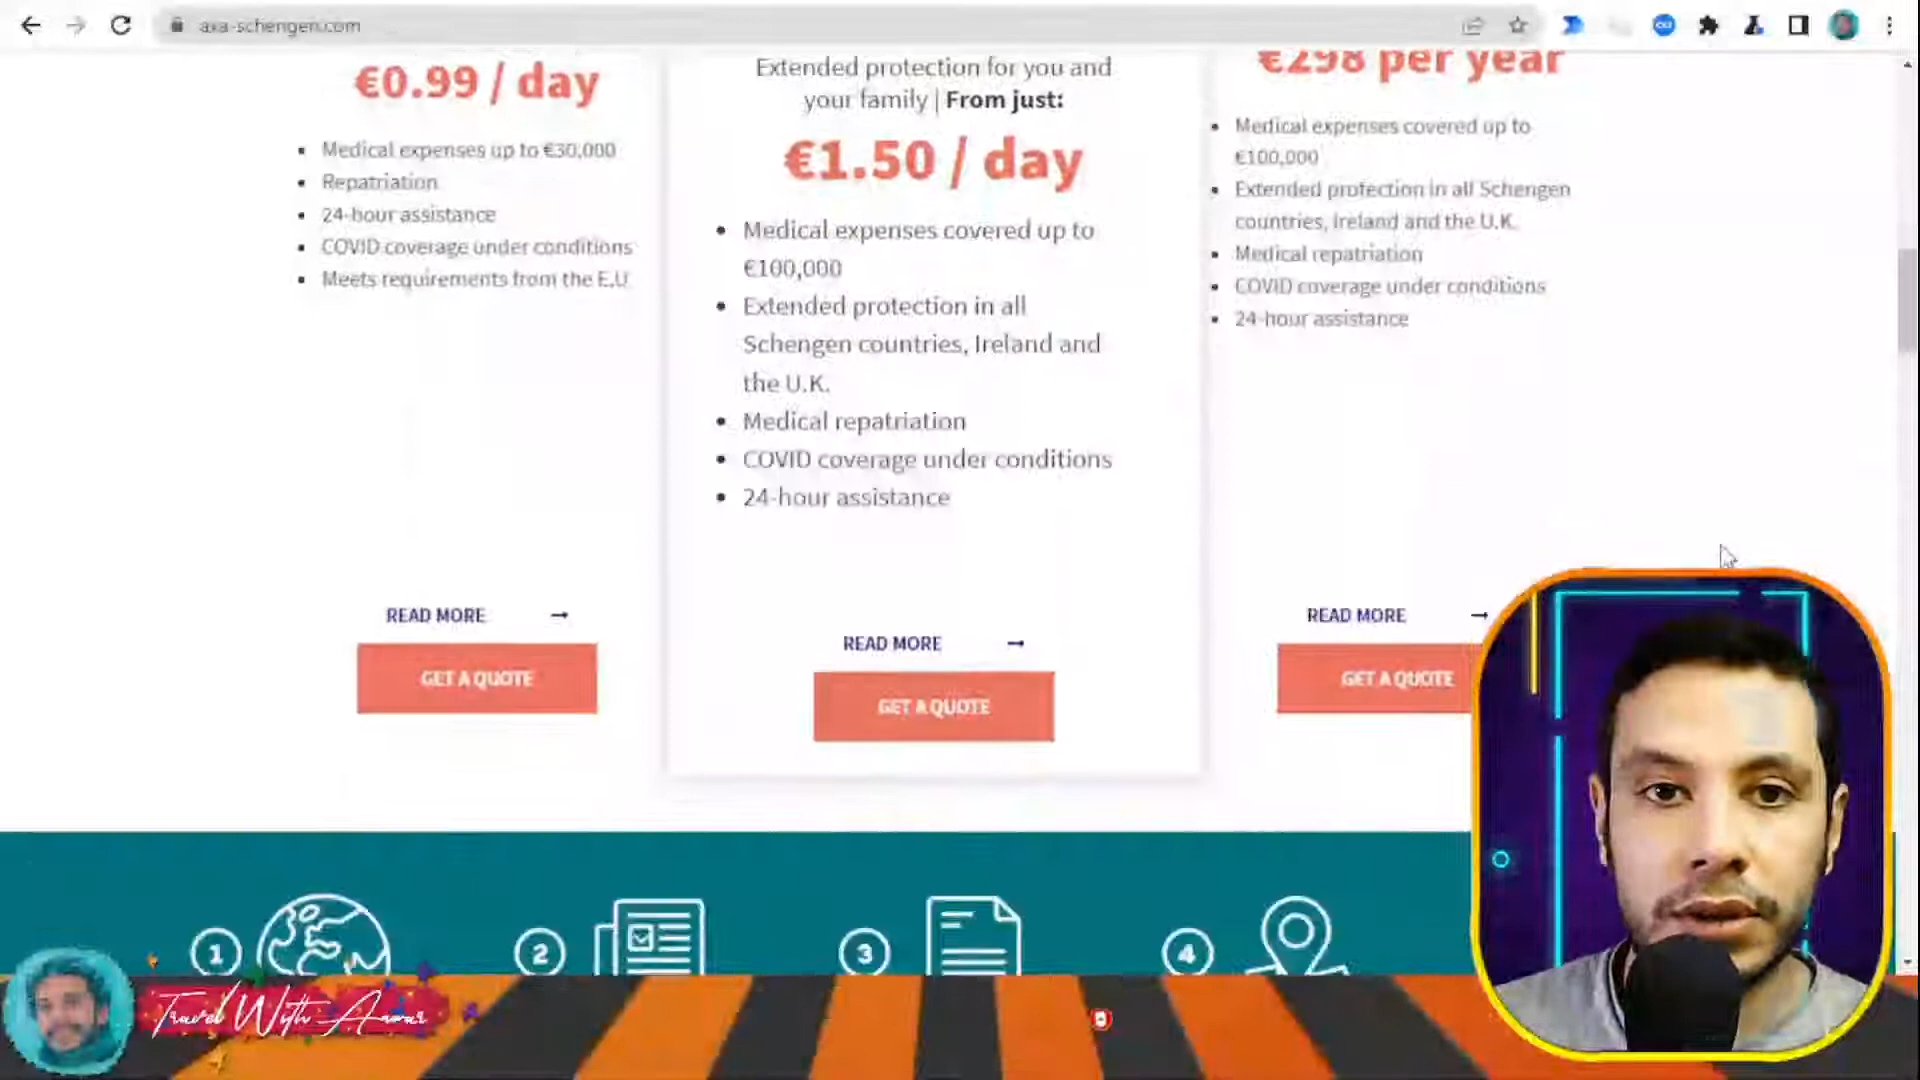 axa-schengen.com
€0.99 / day
Medical expenses up to €30,000
Repatriation
24-hour assistance
COVID coverage under conditions
Meets requirements from the E.U.
READ MORE
GET A QUOTE
Extended protection for you and
your family | From just:
€1.50 / day
Medical expenses covered up to
€100,000
Extended protection in all
Schengen countries, Ireland and
the U.K.
Medical repatriation
COVID coverage under conditions
24-hour assistance
READ MORE
GET A QUOTE
€298 per year
Medical expenses covered up to
€100,000
Extended protection in all Schengen
countries, Ireland and the U.K.
Medical repatriation
COVID coverage under conditions
24-hour assistance
READ MORE
GET A QUOTE
1
2
3
4
Travel With Anwar